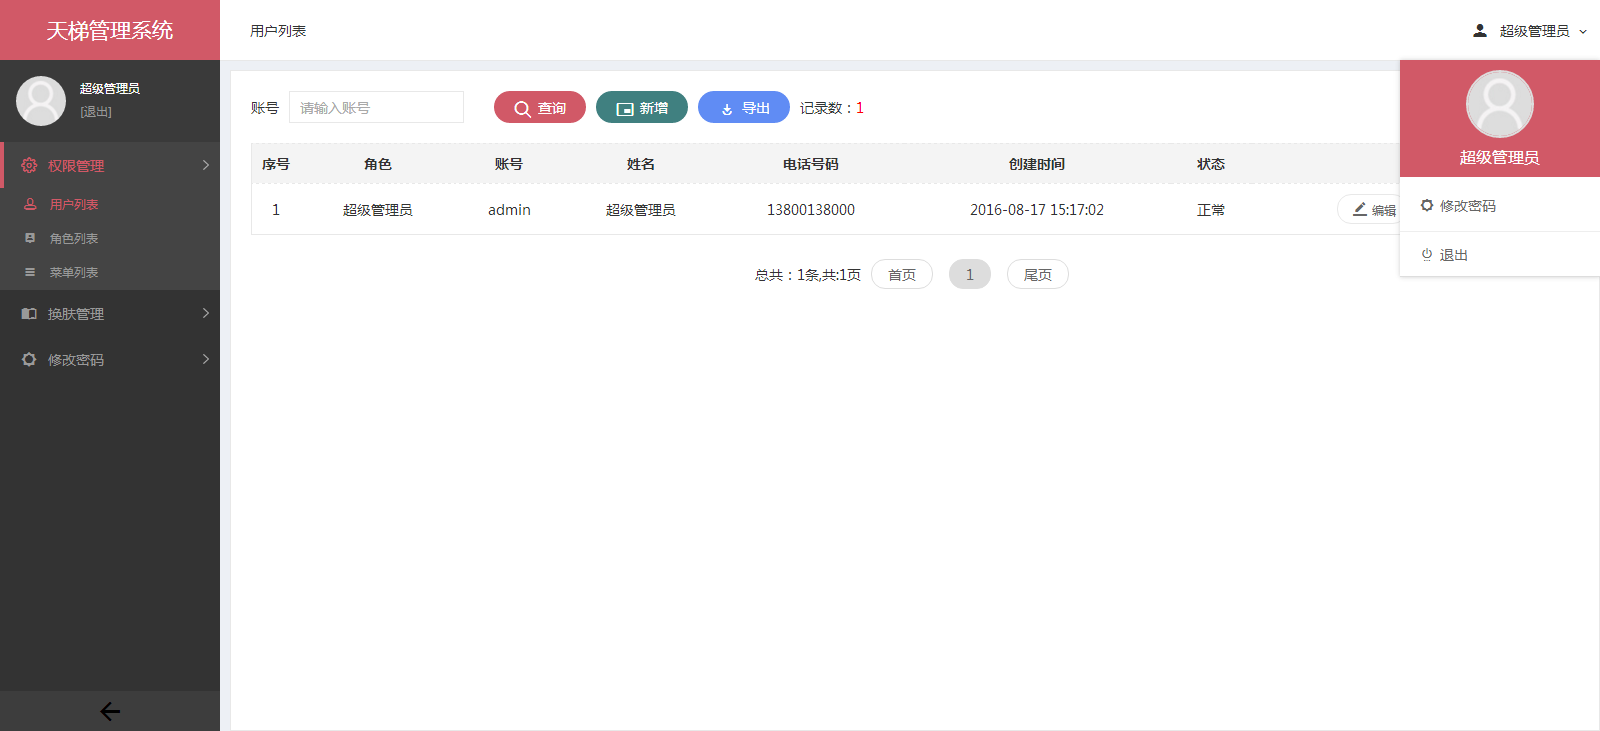 天梯管理系统
用户列表
超级管理员
超级管理员
[退出]
权限管理
用户列表
角色列表
菜单列表
换肤管理
修改密码
账号 请输入账号 查询 新增 导出 记录数：1
序号 角色 账号 姓名 电话号码 创建时间 状态
1 超级管理员 admin 超级管理员 13800138000 2016-08-17 15:17:02 正常 编辑
总共：1条,共:1页 首页 1 尾页
超级管理员
修改密码
退出